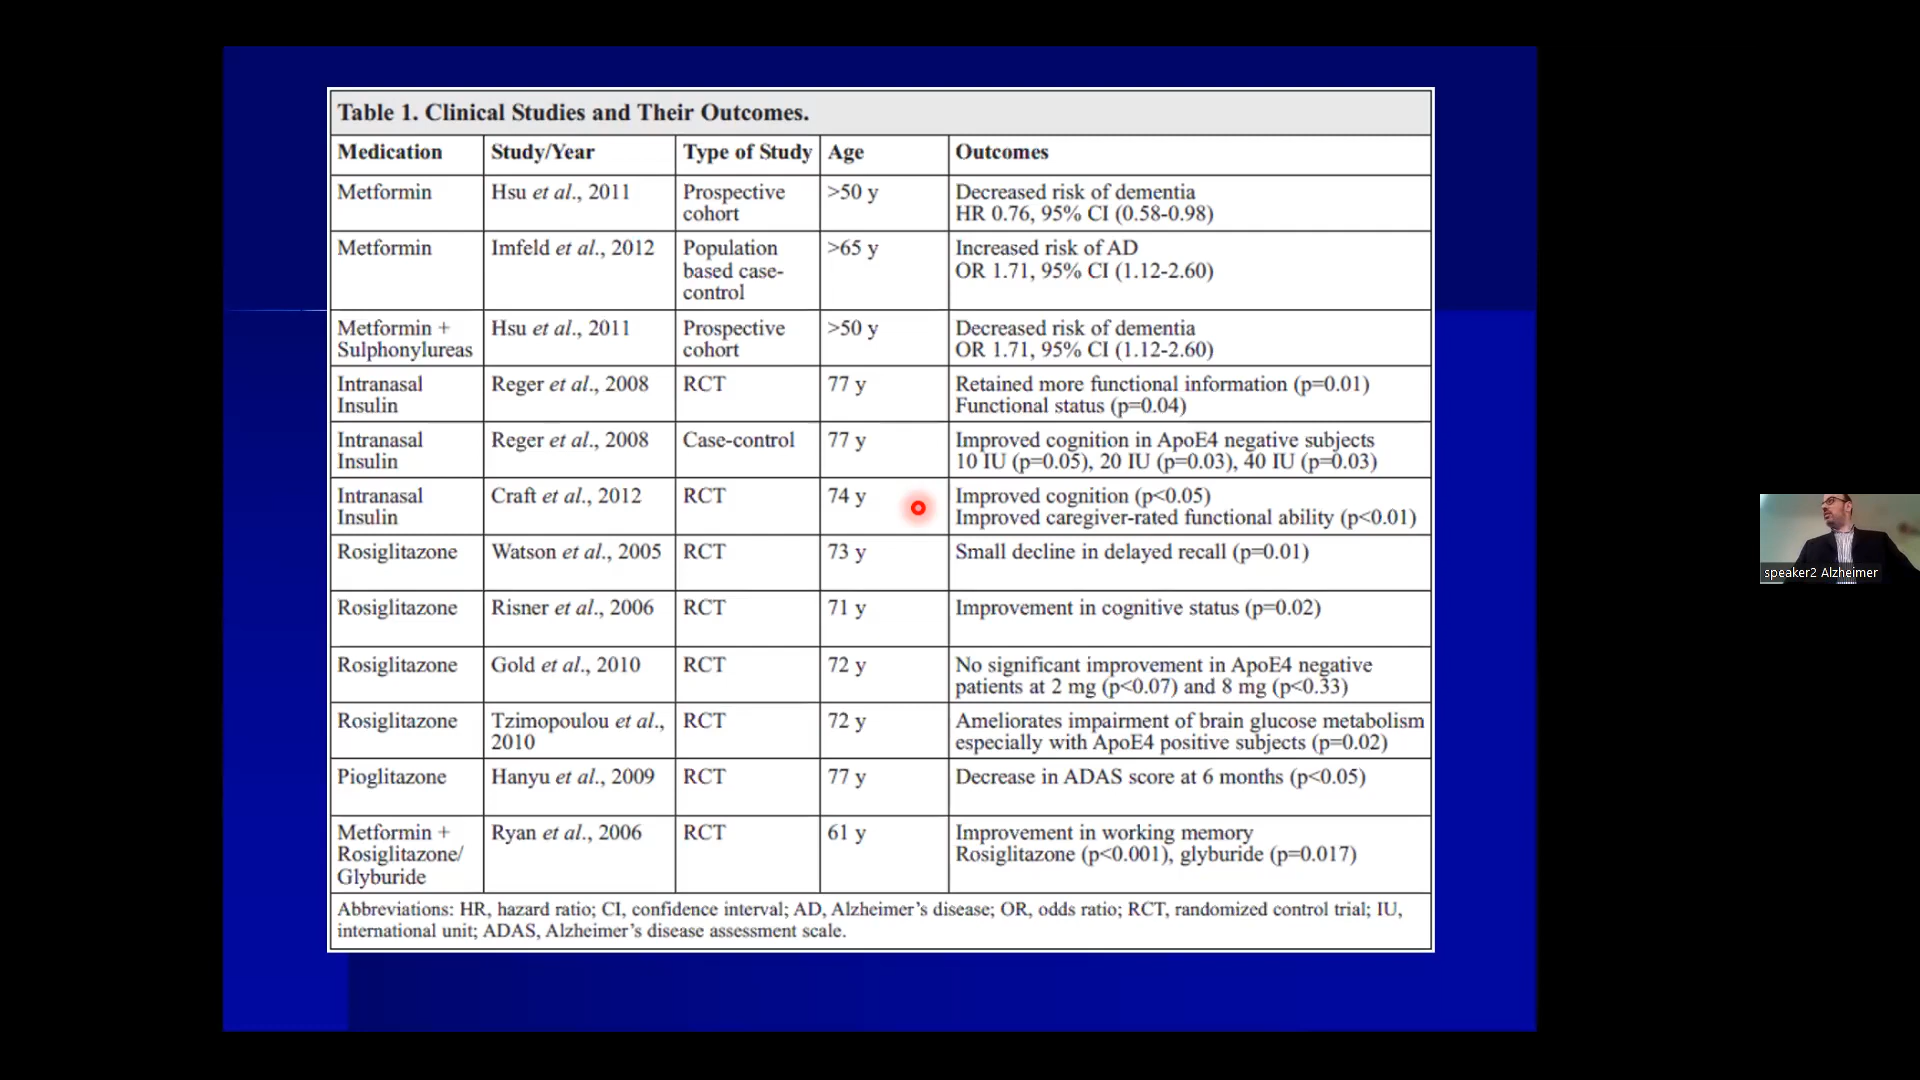 Table 1. Clinical Studies and Their Outcomes.
Medication Study/Year Type of Study Age Outcomes
Metformin Hsu et al., 2011 Prospective cohort >50 y Decreased risk of dementia
HR 0.76, 95% CI (0.58-0.98)
Metformin Imfeld et al., 2012 Population based case-control >65 y Increased risk of AD
OR 1.71, 95% CI (1.12-2.60)
Metformin + Sulphonylureas Hsu et al., 2011 Prospective cohort >50 y Decreased risk of dementia
OR 1.71, 95% CI (1.12-2.60)
Intranasal Insulin Reger et al., 2008 RCT 77 y Retained more functional information (p=0.01)
Functional status (p=0.04)
Intranasal Insulin Reger et al., 2008 Case-control 77 y Improved cognition in ApoE4 negative subjects
10 IU (p=0.05), 20 IU (p=0.03), 40 IU (p=0.03)
Intranasal Insulin Craft et al., 2012 RCT 74 y Improved cognition (p<0.05)
Improved caregiver-rated functional ability (p<0.01)
Rosiglitazone Watson et al., 2005 RCT 73 y Small decline in delayed recall (p=0.01)
Rosiglitazone Risner et al., 2006 RCT 71 y Improvement in cognitive status (p=0.02)
Rosiglitazone Gold et al., 2010 RCT 72 y No significant improvement in ApoE4 negative
patients at 2 mg (p<0.07) and 8 mg (p<0.33)
Rosiglitazone Tzimopoulou et al., 2010 RCT 72 y Ameliorates impairment of brain glucose metabolism
especially with ApoE4 positive subjects (p=0.02)
Pioglitazone Hanyu et al., 2009 RCT 77 y Decrease in ADAS score at 6 months (p<0.05)
Metformin + Rosiglitazone/ Glyburide Ryan et al., 2006 RCT 61 y Improvement in working memory
Rosiglitazone (p<0.001), glyburide (p=0.017)
Abbreviations: HR, hazard ratio; CI, confidence interval; AD, Alzheimer's disease; OR, odds ratio; RCT, randomized control trial; IU,
international unit; ADAS, Alzheimer's disease assessment scale.
speaker2 Alzheimer